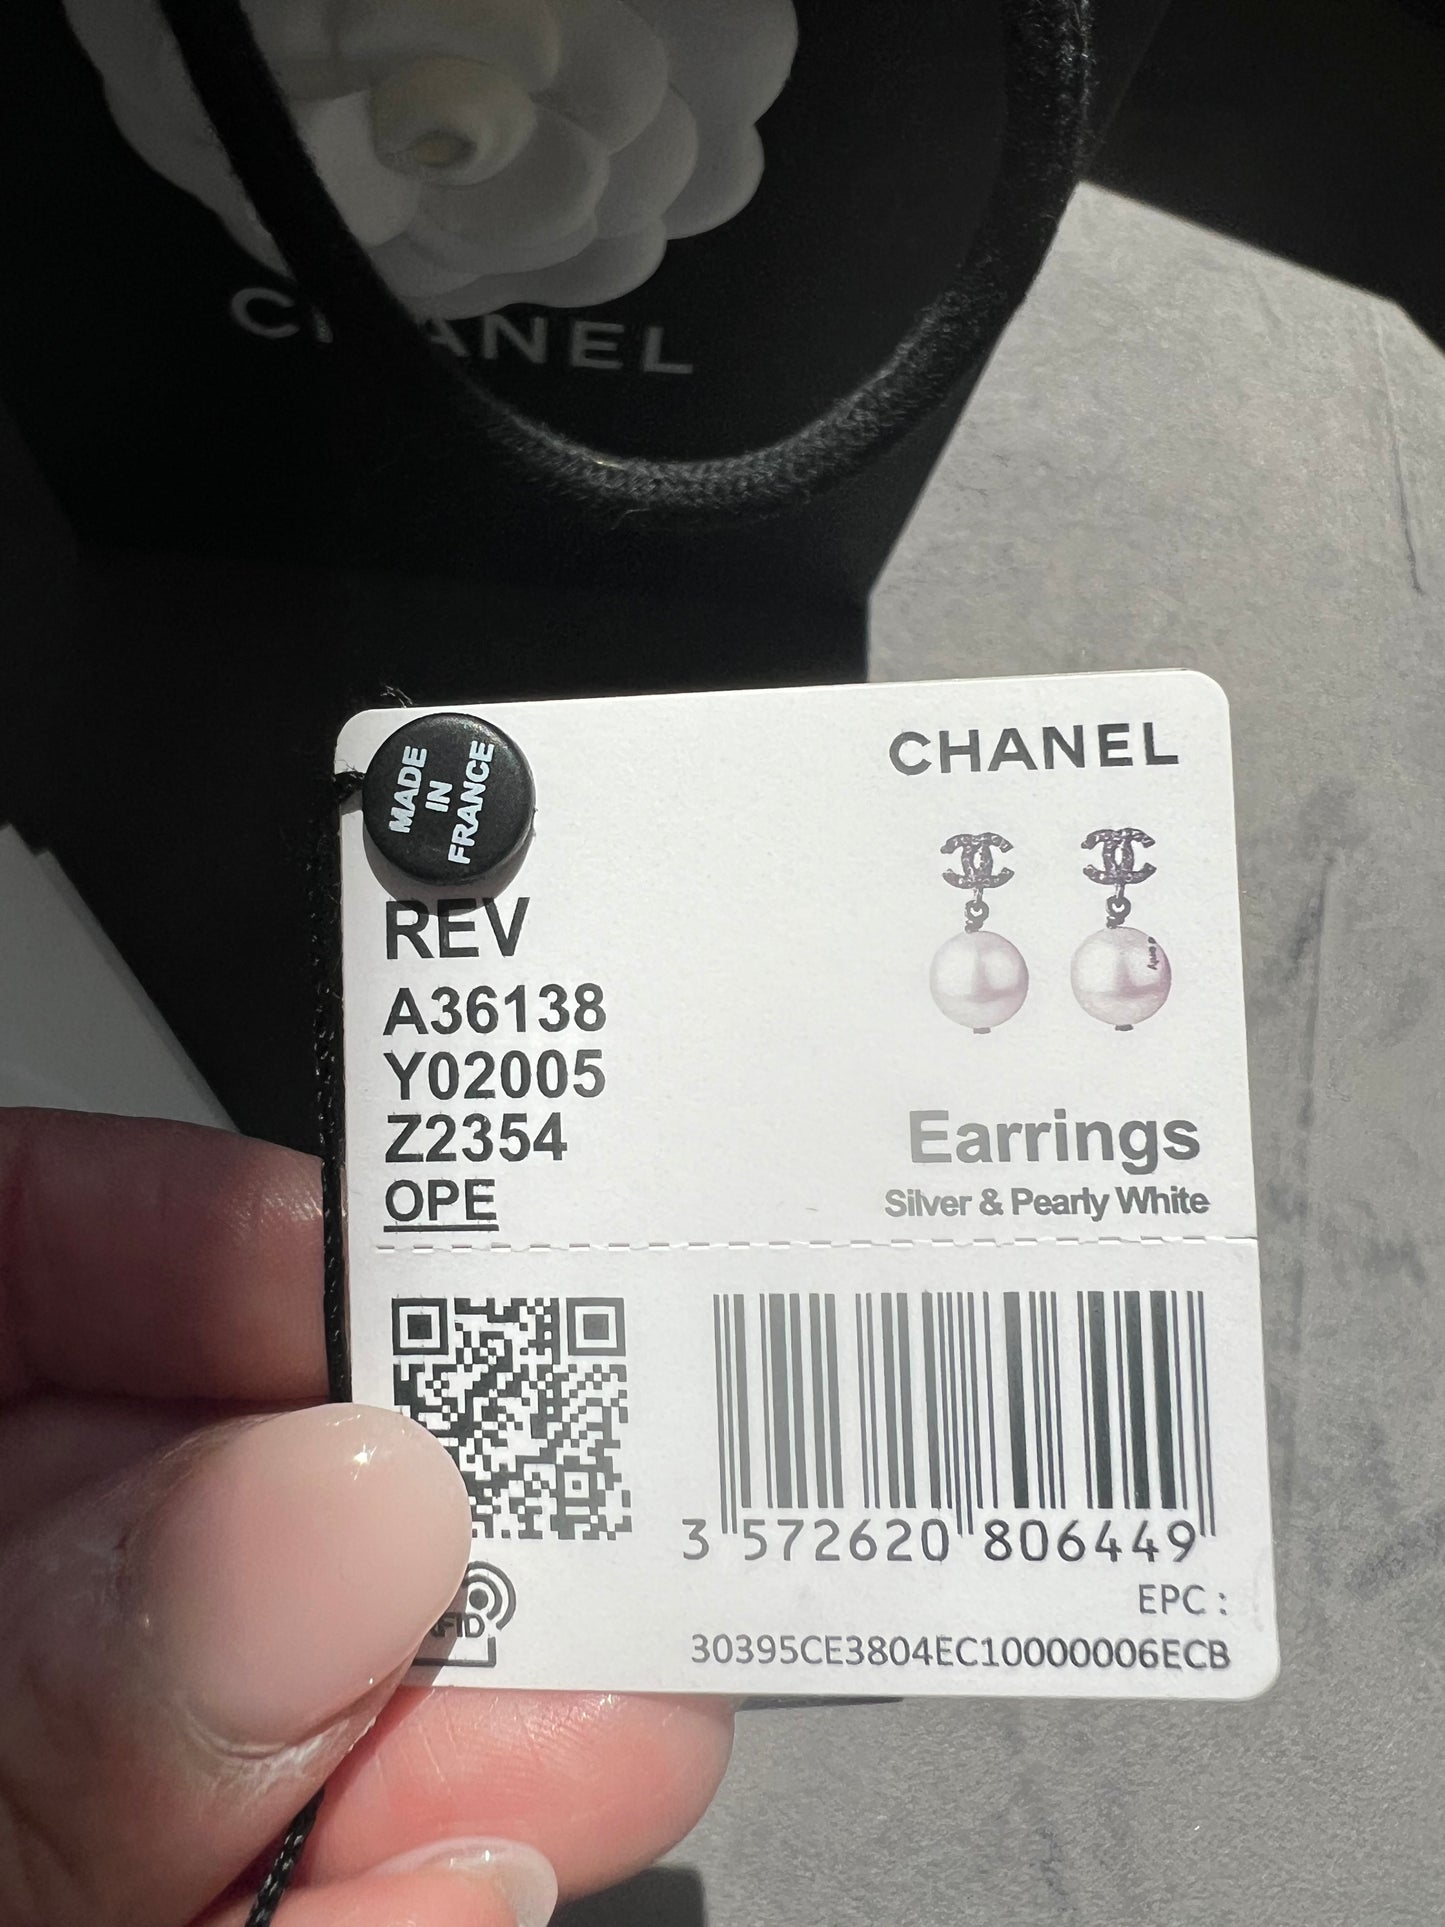 CHANEL
MADE
IN
FRANCE
CHANEL
REV
A36138
Y02005
Z2354
OPE
Earrings
Silver & Pearly White
3 572620 806449
EPC :
30395CE3804EC10000006ECB